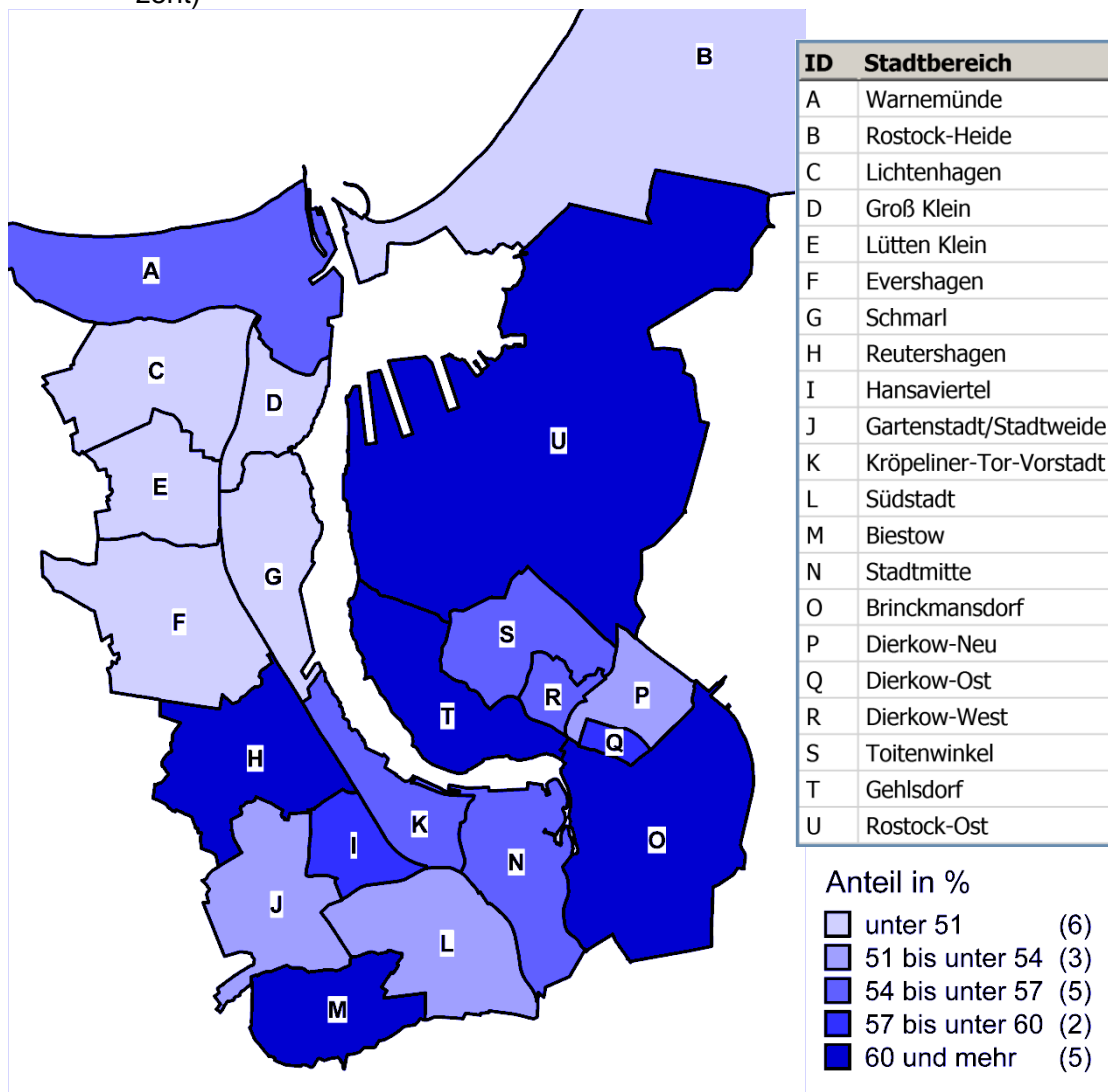 zent)
B
A
C
D
U
E
G
F
S
R
P
T
Q
H
K
I
N
O
J
L
M
ID Stadtbereich
A Warnemünde
B Rostock-Heide
C Lichtenhagen
D Groß Klein
E Lütten Klein
F Evershagen
G Schmarl
H Reutershagen
I Hansaviertel
J Gartenstadt/Stadtweide
K Kröpeliner-Tor-Vorstadt
L Südstadt
M Biestow
N Stadtmitte
O Brinckmansdorf
P Dierkow-Neu
Q Dierkow-Ost
R Dierkow-West
S Toitenwinkel
T Gehlsdorf
U Rostock-Ost
Anteil in %
unter 51 (6)
51 bis unter 54 (3)
54 bis unter 57 (5)
57 bis unter 60 (2)
60 und mehr (5)